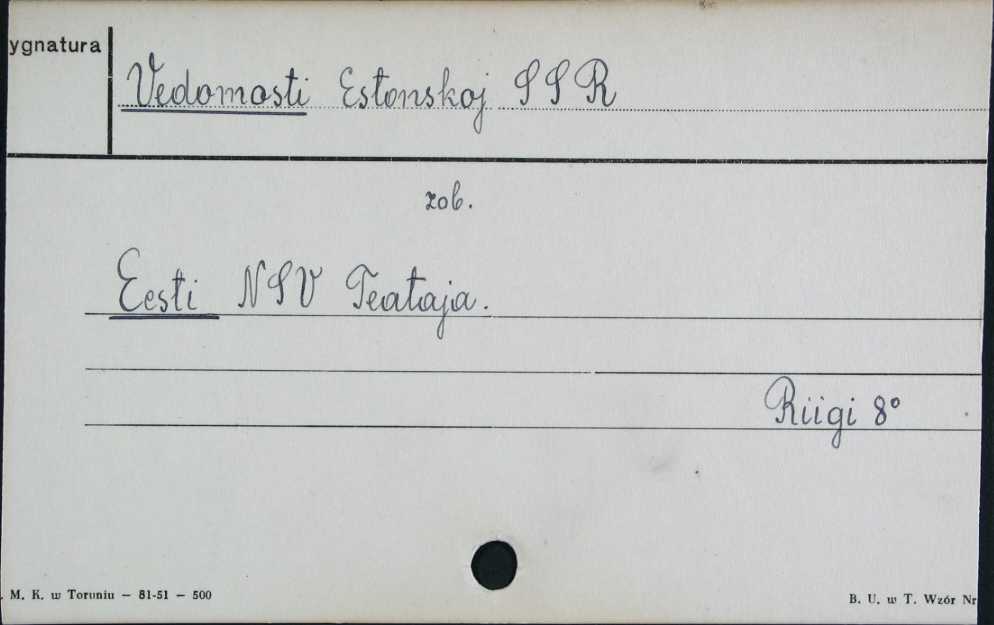 ygnatura
Vedomosti Estonskoj SSR
zob.
Eesti NSV Teataja.
Riigi 8°
. M. K. w Toruniu — 81-51 — 500
B. U. w T. Wzór Nr